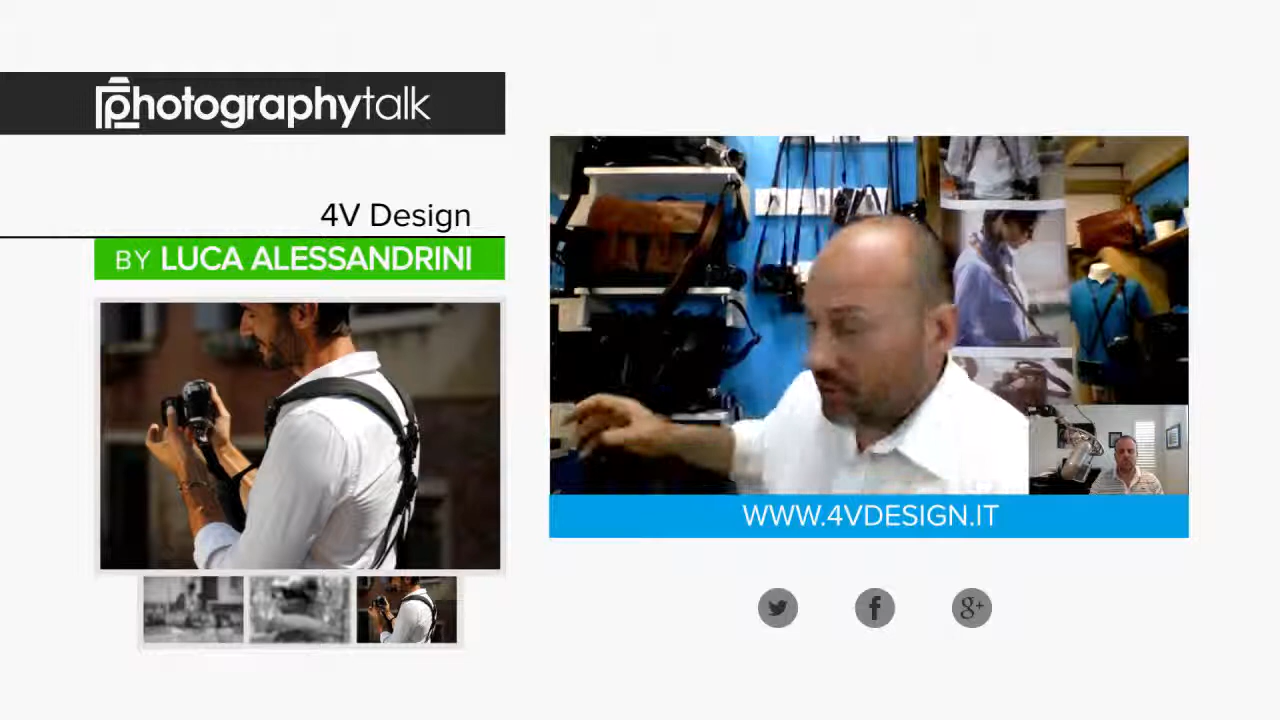 photographytalk
4V Design
BY LUCA ALESSANDRINI
WWW.4VDESIGN.IT
f
g+